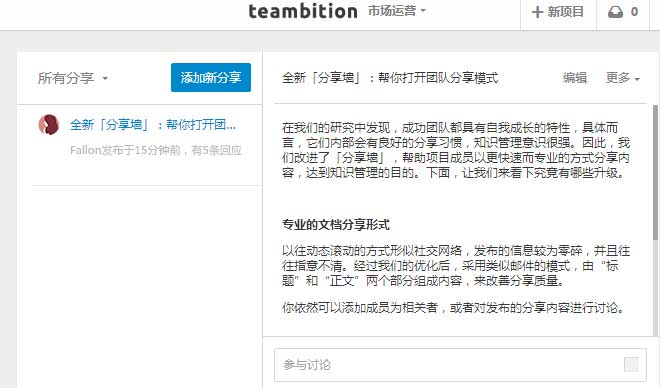 teambition 市场运营
新项目 0
所有分享
添加新分享
全新「分享墙」：帮你打开团...
Fallon发布于15分钟前，有5条回应
全新「分享墙」：帮你打开团队分享模式
编辑 更多
在我们的研究中发现，成功团队都具有自我成长的特性，具体而
言，它们内部会有良好的分享习惯，知识管理意识很强。因此，我
们改进了「分享墙」，帮助项目成员以更快速而专业的方式分享内
容，达到知识管理的目的。下面，让我们来看下究竟有哪些升级。
专业的文档分享形式
以往动态滚动的方式形似社交网络，发布的信息较为零碎，并且往
往指意不清。经过我们的优化后，采用类似邮件的模式，由“标
题”和“正文”两个部分组成内容，来改善分享质量。
你依然可以添加成员为相关者，或者对发布的分享内容进行讨论。
参与讨论